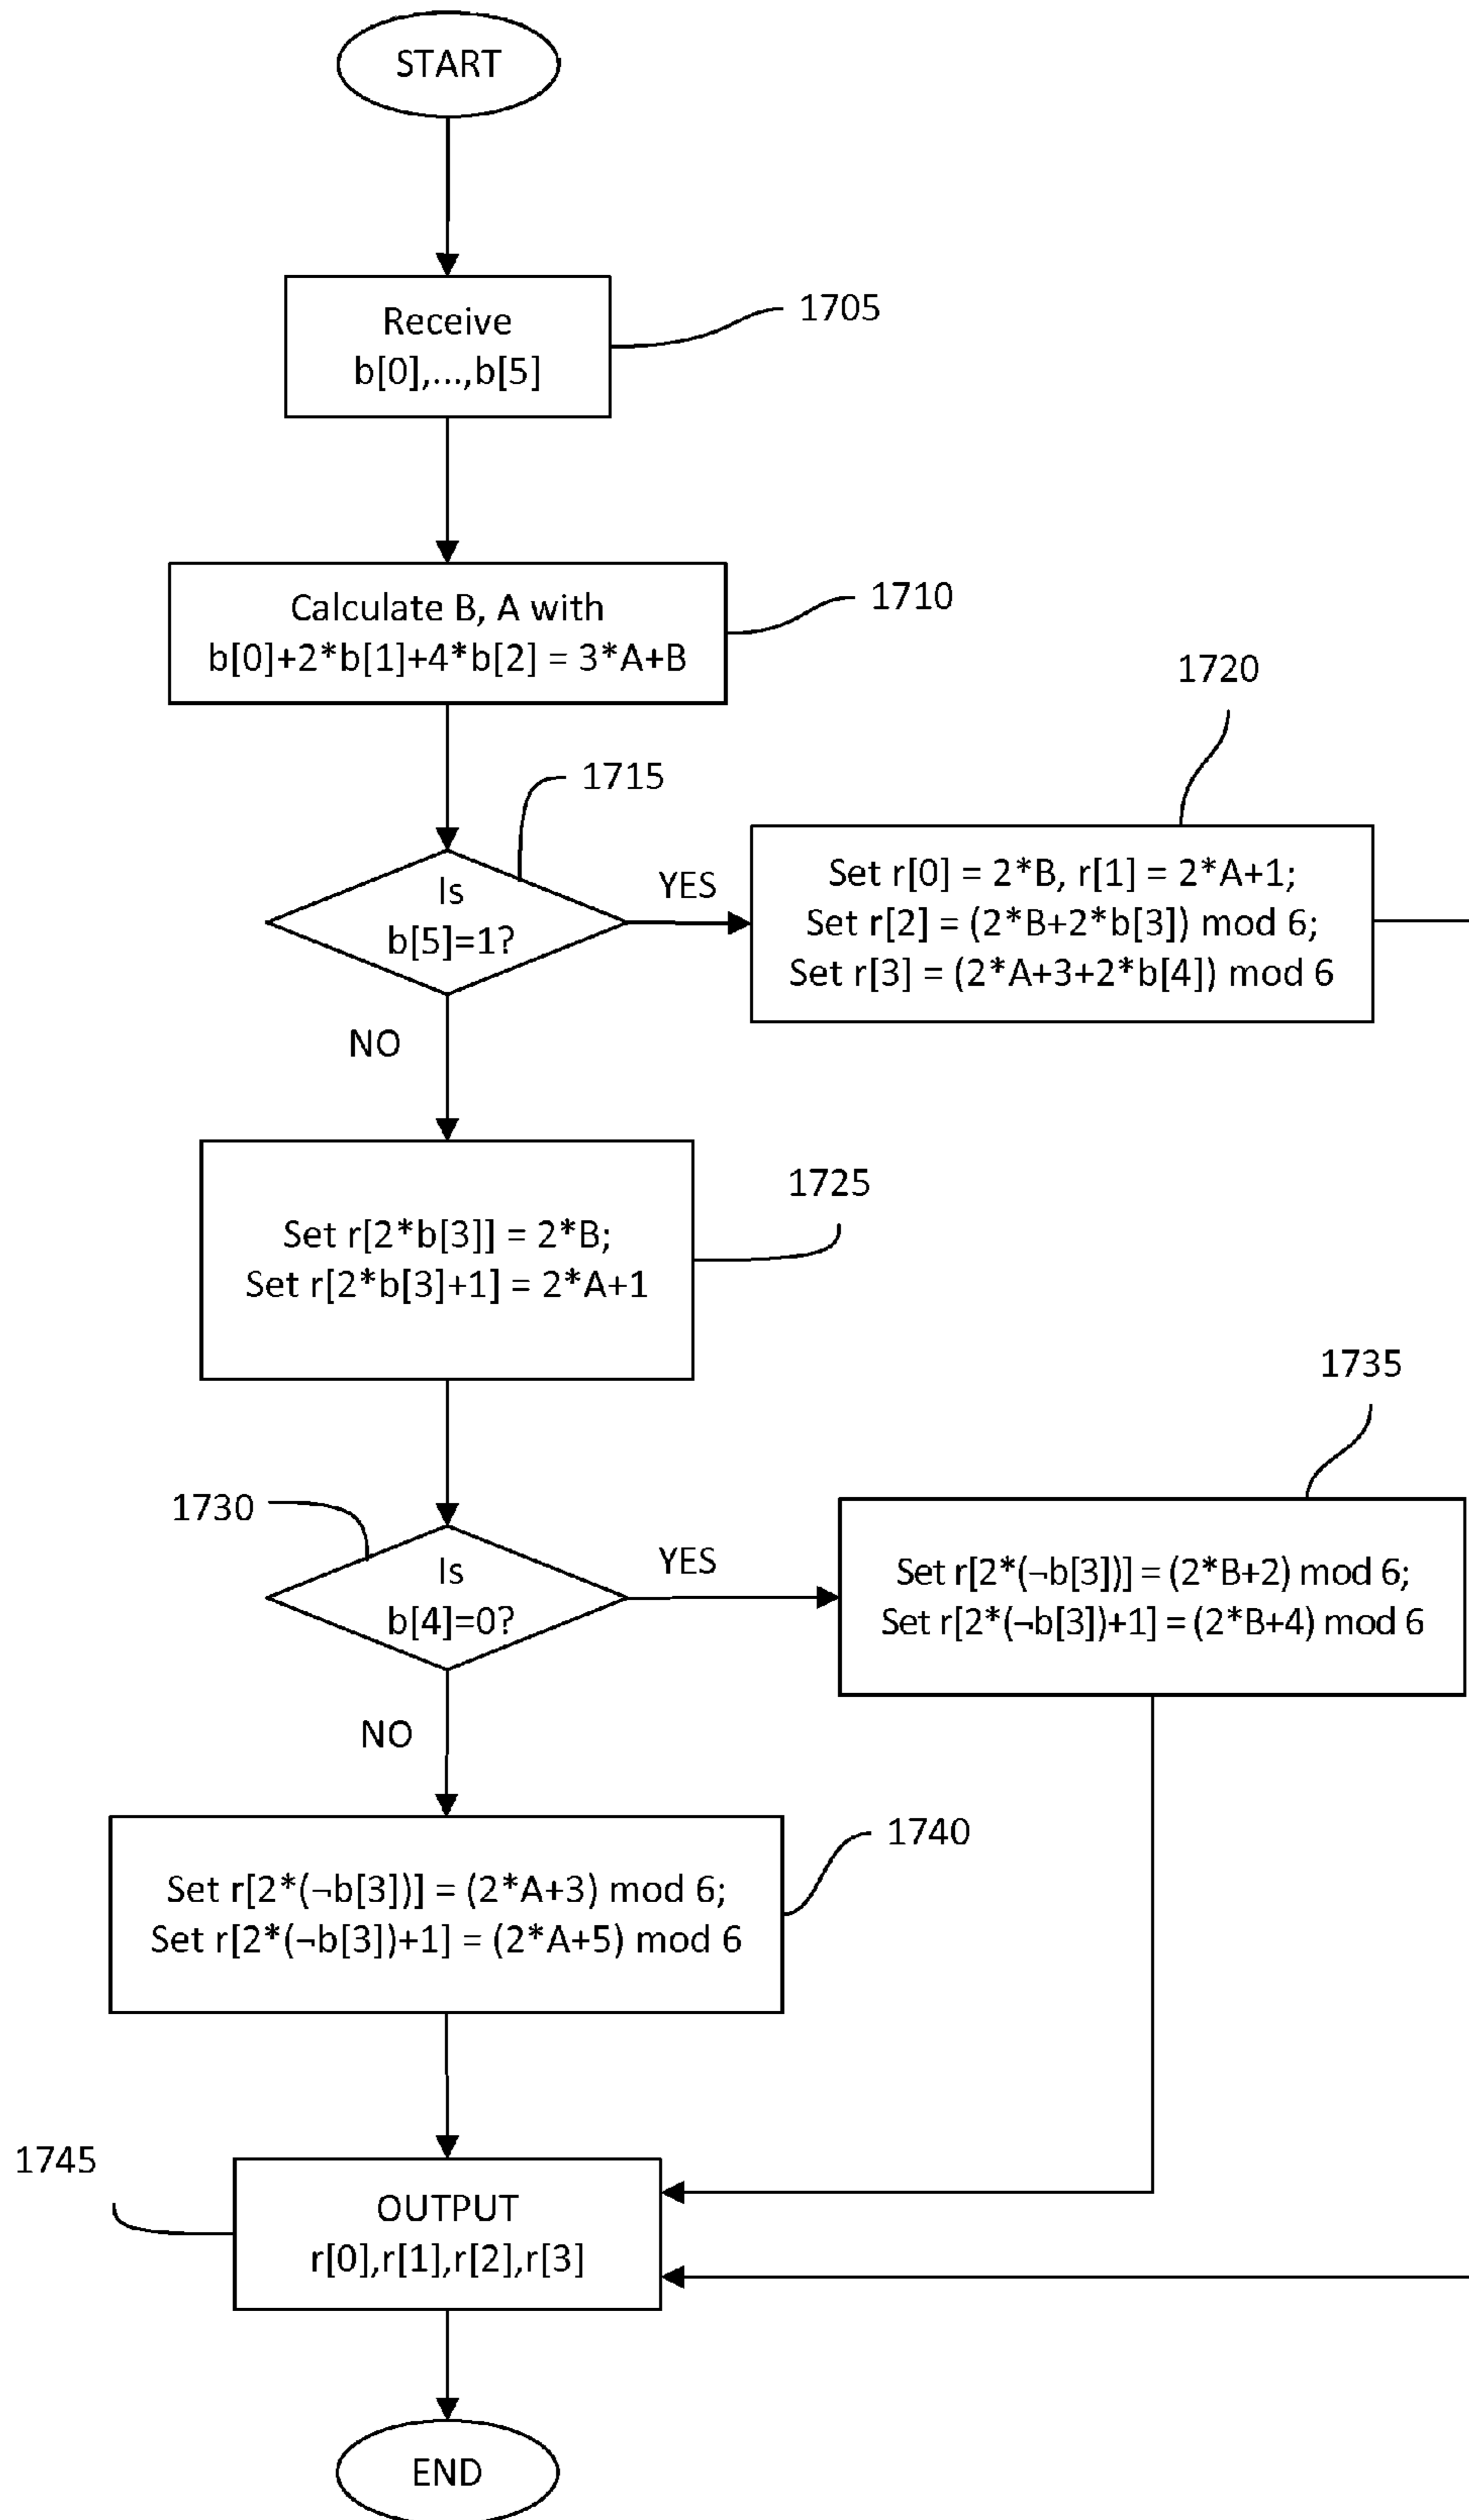 START
Receive
b[0],...,b[5]
1705
Calculate B, A with
b[0]+2*b[1]+4*b[2] = 3*A+B
1710
1720
1715
Is
b[5]=1?
YES
Set r[0] = 2*B, r[1] = 2*A+1;
Set r[2] = (2*B+2*b[3]) mod 6;
Set r[3] = (2*A+3+2*b[4]) mod 6
NO
1725
Set r[2*b[3]] = 2*B;
Set r[2*b[3]+1] = 2*A+1
1735
1730
Is
b[4]=0?
YES
Set r[2*(¬b[3])] = (2*B+2) mod 6;
Set r[2*(¬b[3])+1] = (2*B+4) mod 6
NO
1740
Set r[2*(¬b[3])] = (2*A+3) mod 6;
Set r[2*(¬b[3])+1] = (2*A+5) mod 6
1745
OUTPUT
r[0],r[1],r[2],r[3]
END